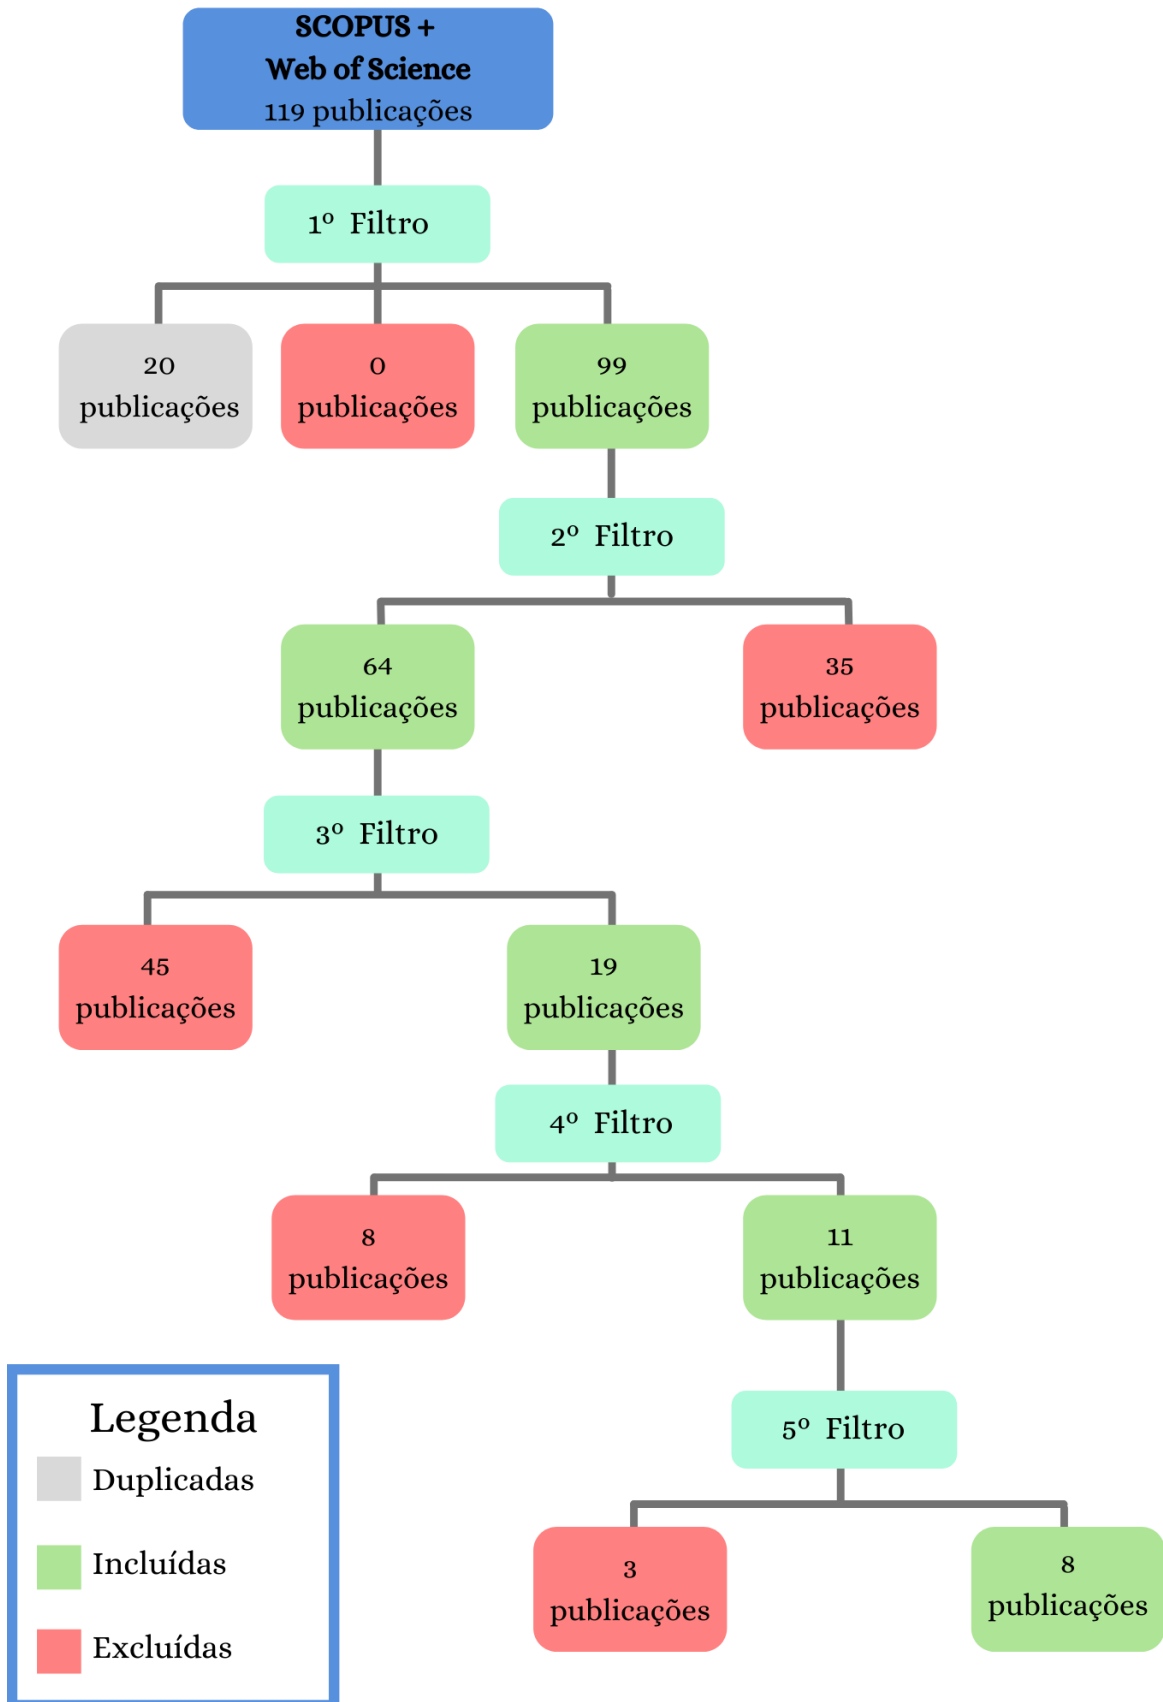 SCOPUS +
Web of Science
119 publicações
1º Filtro
20
publicações
0
publicações
99
publicações
2º Filtro
64
publicações
35
publicações
3º Filtro
45
publicações
19
publicações
4º Filtro
8
publicações
11
publicações
5º Filtro
3
publicações
8
publicações
Legenda
Duplicadas
Incluídas
Excluídas